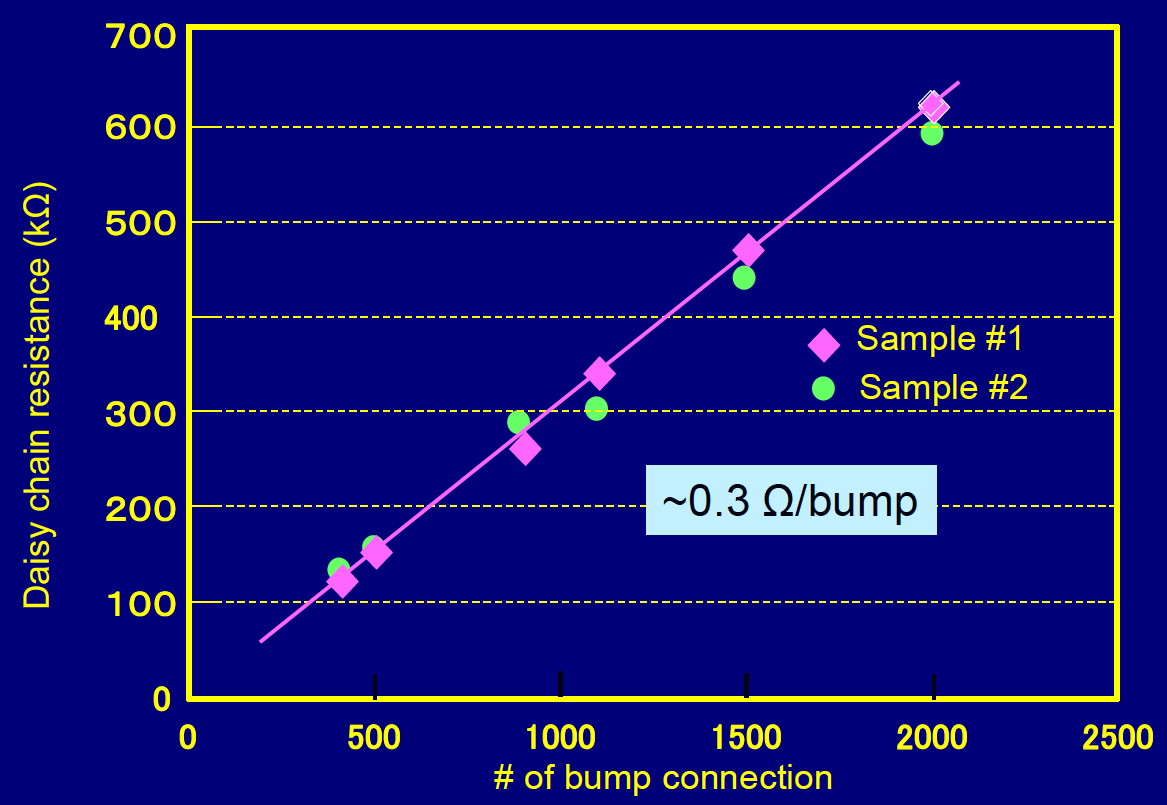 700
600
500
400
300
200
100
0
Daisy chain resistance (kΩ)
Sample #1
Sample #2
~0.3 Ω/bump
0 500 1000 1500 2000 2500
# of bump connection